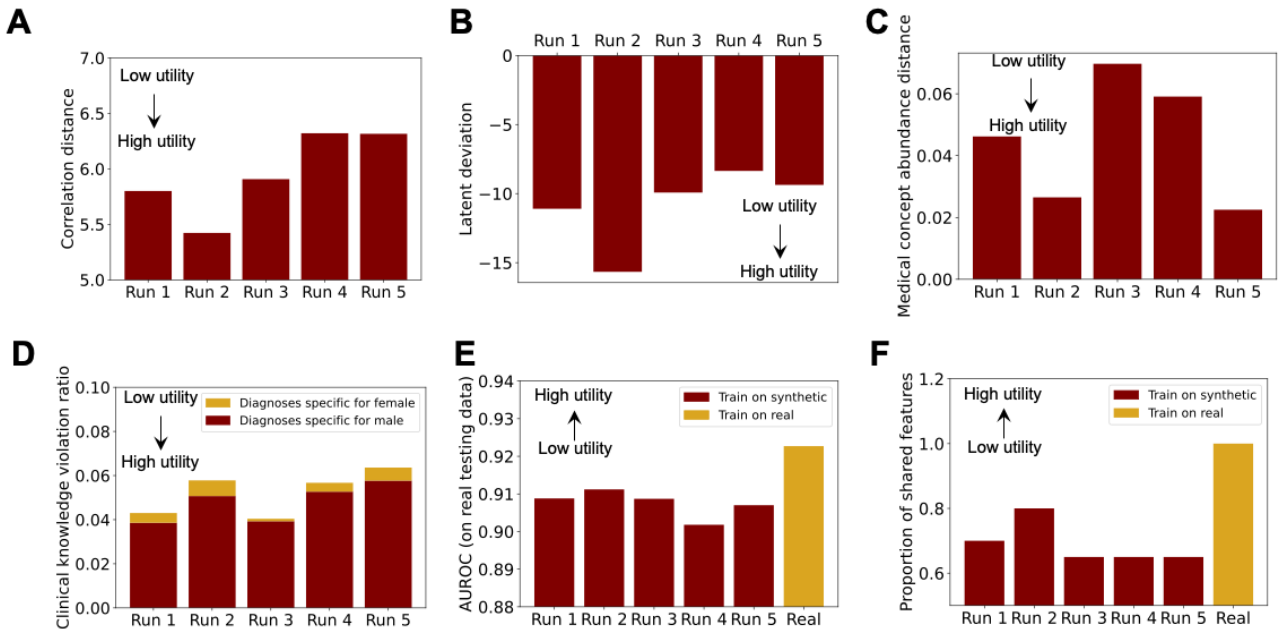 A
Correlation distance
7.0
6.5
6.0
5.5
5.0
Low utility
High utility
Run 1 Run 2 Run 3 Run 4 Run 5
B
Latent deviation
Run 1 Run 2 Run 3 Run 4 Run 5
0
−5
−10
−15
Low utility
High utility
C
Medical concept abundance distance
0.06
0.04
0.02
0.00
Low utility
High utility
Run 1 Run 2 Run 3 Run 4 Run 5
D
Clinical knowledge violation ratio
0.10
0.08
0.06
0.04
0.02
0.00
Low utility
High utility
Diagnoses specific for female
Diagnoses specific for male
Run 1 Run 2 Run 3 Run 4 Run 5
E
AUROC (on real testing data)
0.94
0.93
0.92
0.91
0.90
0.89
0.88
High utility
Low utility
Train on synthetic
Train on real
Run 1 Run 2 Run 3 Run 4 Run 5 Real
F
Proportion of shared features
1.2
1.0
0.8
0.6
High utility
Low utility
Train on synthetic
Train on real
Run 1 Run 2 Run 3 Run 4 Run 5 Real